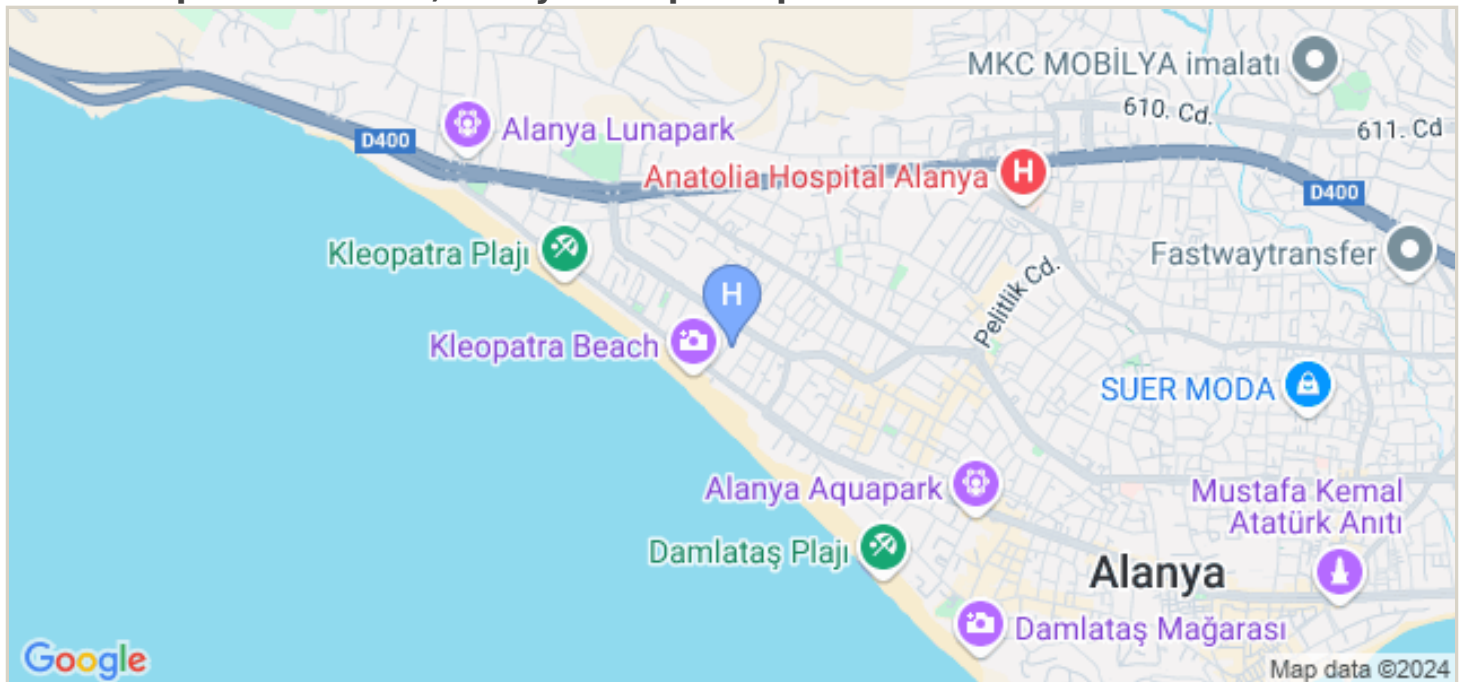 MKC MOBİLYA imalatı
610. Cd.
611. Cd
D400
Alanya Lunapark
Anatolia Hospital Alanya
H
D400
Kleopatra Plajı
Fastwaytransfer
H
Pelitlik Cd.
Kleopatra Beach
SUER MODA
Alanya Aquapark
Mustafa Kemal
Atatürk Anıtı
Damlataş Plajı
Alanya
Damlataş Mağarası
Google
Map data ©2024